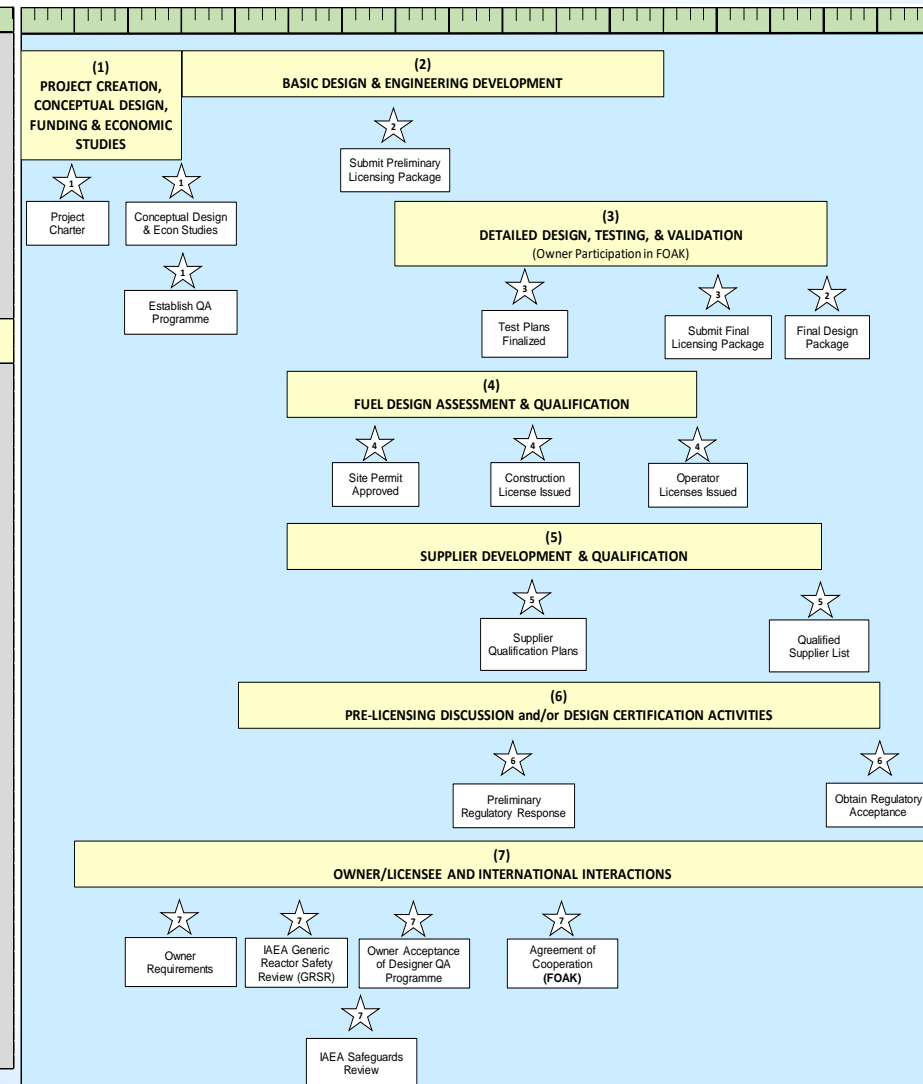 (1)
PROJECT CREATION,
CONCEPTUAL DESIGN,
FUNDING & ECONOMIC
STUDIES
(2)
BASIC DESIGN & ENGINEERING DEVELOPMENT
2
Submit Preliminary
Licensing Package
1
Project
Charter
1
Conceptual Design
& Econ Studies
1
Establish QA
Programme
(3)
DETAILED DESIGN, TESTING, & VALIDATION
(Owner Participation in FOAK)
3
Test Plans
Finalized
3
Submit Final
Licensing Package
2
Final Design
Package
(4)
FUEL DESIGN ASSESSMENT & QUALIFICATION
4
Site Permit
Approved
4
Construction
License Issued
4
Operator
Licenses Issued
(5)
SUPPLIER DEVELOPMENT & QUALIFICATION
5
Supplier
Qualification Plans
5
Qualified
Supplier List
(6)
PRE-LICENSING DISCUSSION and/or DESIGN CERTIFICATION ACTIVITIES
6
Preliminary
Regulatory Response
6
Obtain Regulatory
Acceptance
(7)
OWNER/LICENSEE AND INTERNATIONAL INTERACTIONS
7
Owner
Requirements
7
IAEA Generic
Reactor Safety
Review (GRSR)
7
Owner Acceptance
of Designer QA
Programme
7
Agreement of
Cooperation
(FOAK)
7
IAEA Safeguards
Review